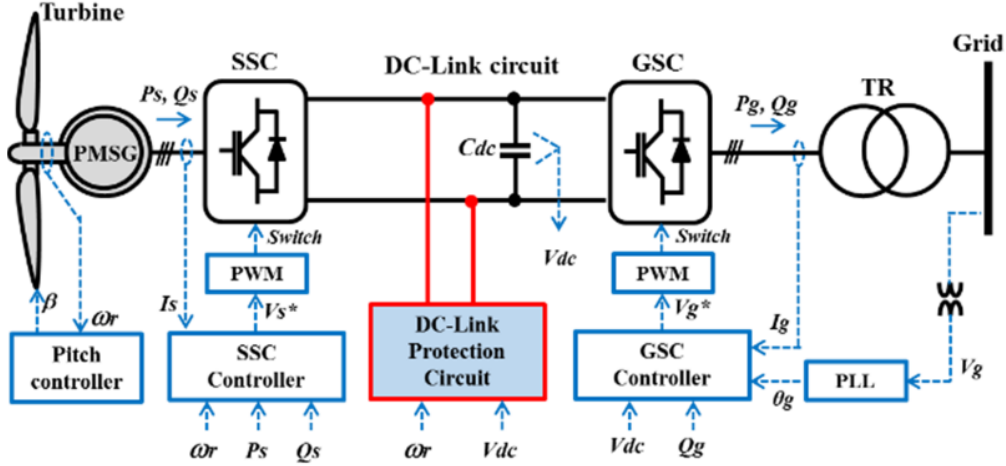 Turbine
SSC
DC-Link circuit
GSC
Grid
Ps, Qs
Pg, Qg
TR
PMSG
Cdc
Switch
Vdc
Switch
PWM
PWM
β
ωr
Is
Vs*
Vg*
Ig
Vg
Pitch
controller
SSC
Controller
DC-Link
Protection
Circuit
GSC
Controller
θg
PLL
ωr Ps Qs
ωr Vdc
Vdc Qg